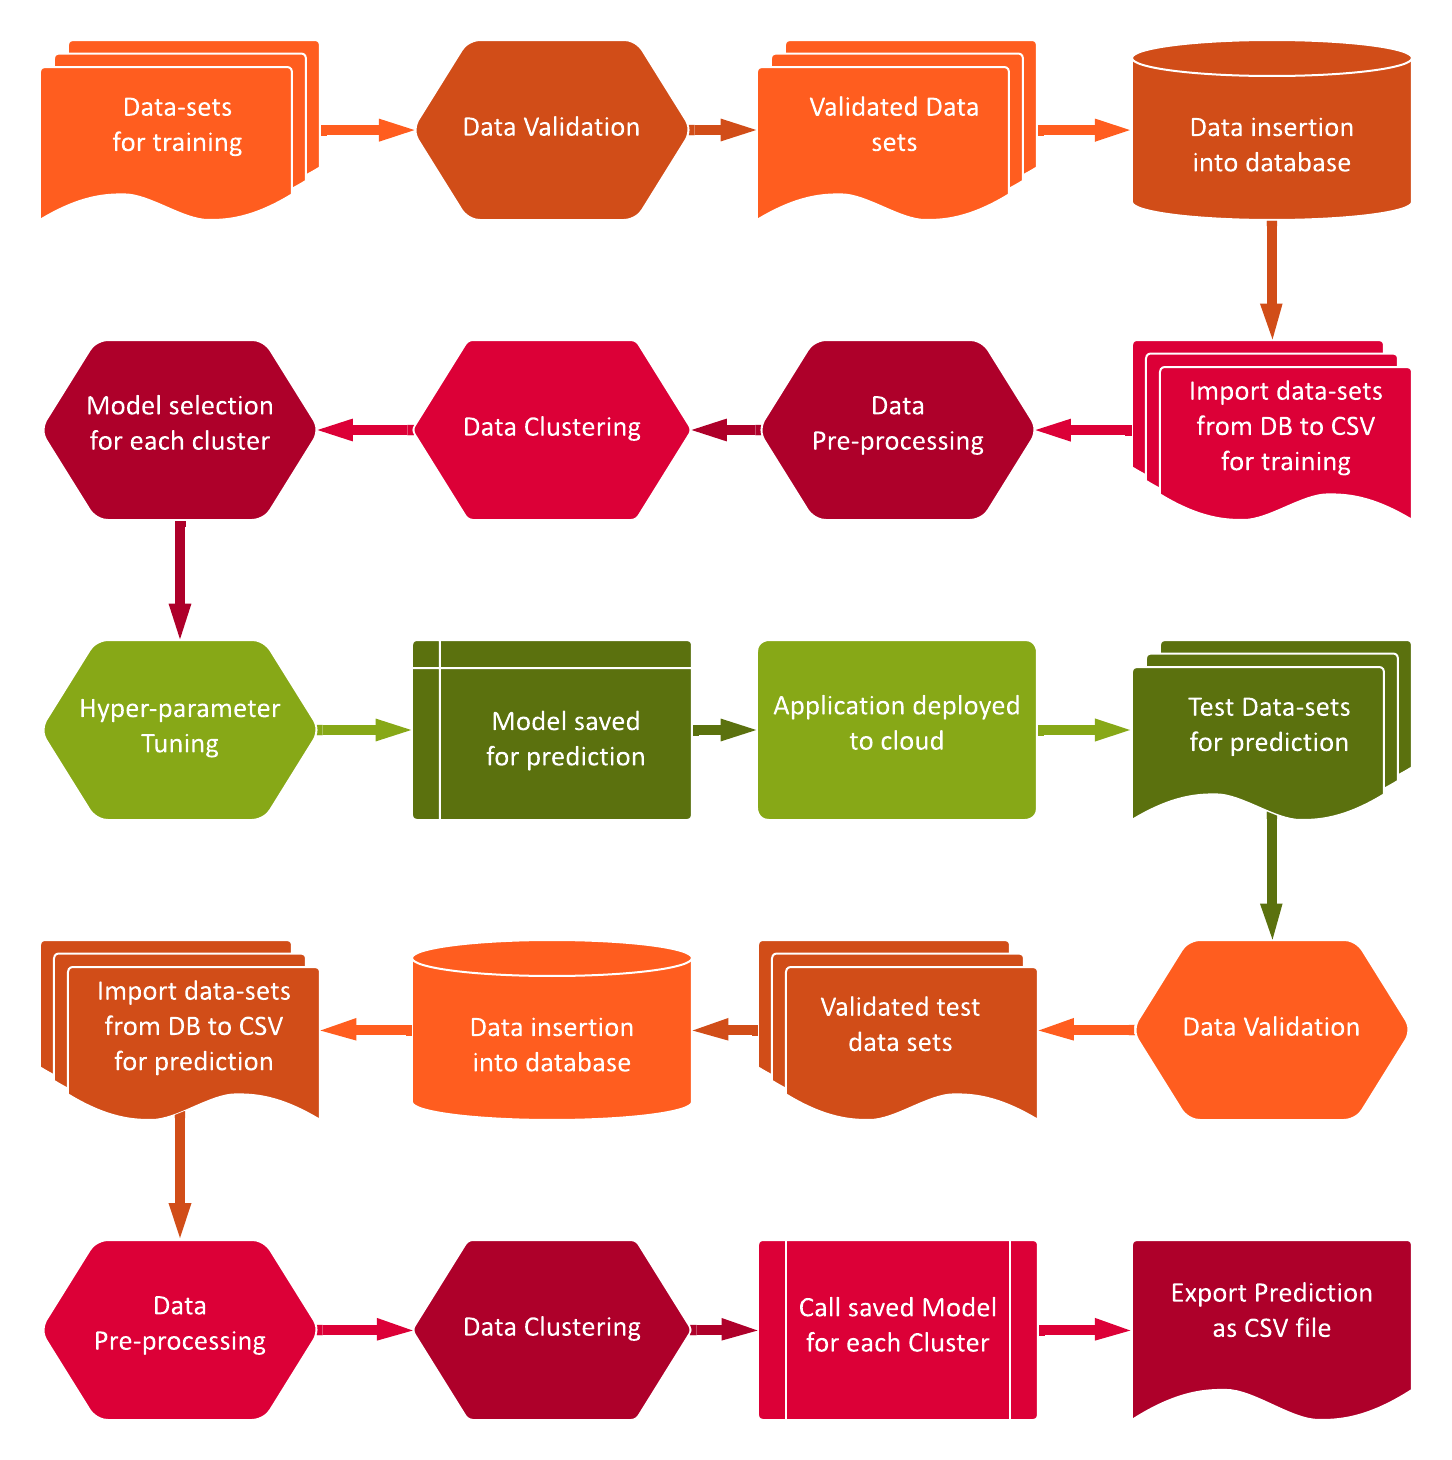 Data-sets
for training
Data Validation
Validated Data
sets
Data insertion
into database
Import data-sets
from DB to CSV
for training
Data
Pre-processing
Data Clustering
Model selection
for each cluster
Hyper-parameter
Tuning
Model saved
for prediction
Application deployed
to cloud
Test Data-sets
for prediction
Data Validation
Validated test
data sets
Data insertion
into database
Import data-sets
from DB to CSV
for prediction
Data
Pre-processing
Data Clustering
Call saved Model
for each Cluster
Export Prediction
as CSV file